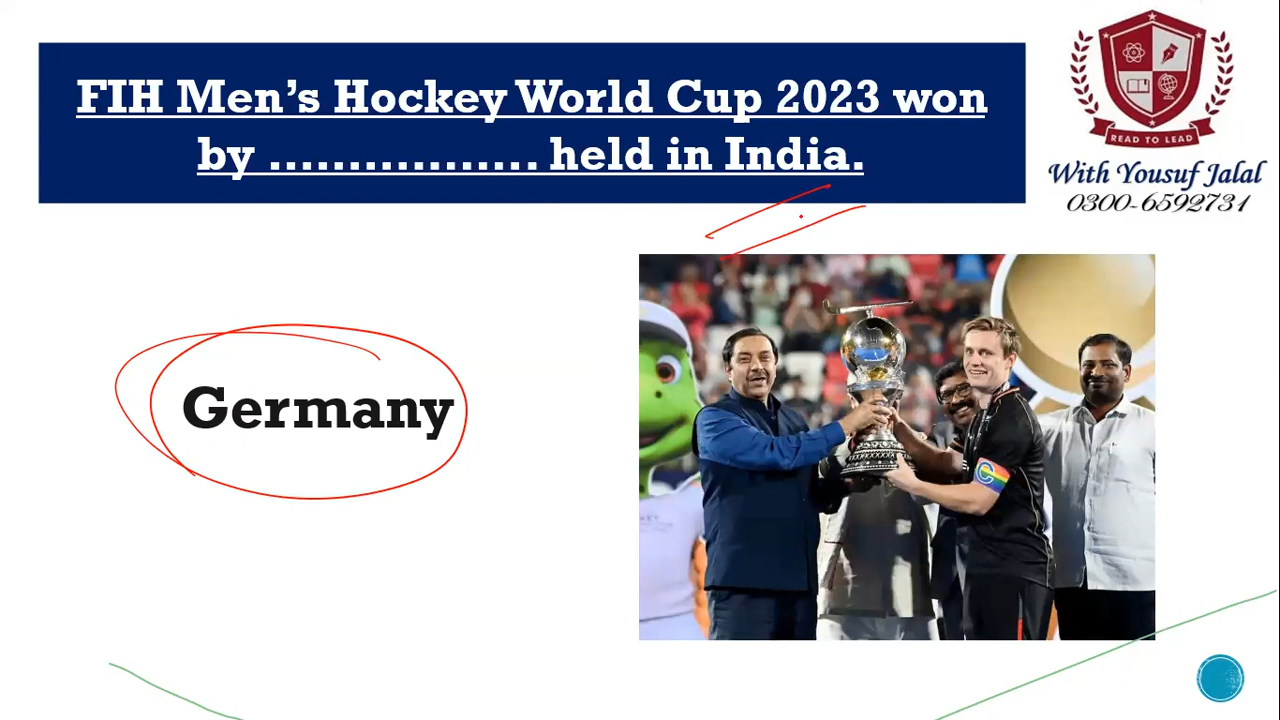 FIH Men's Hockey World Cup 2023 won
by ................. held in India.
READ TO LEAD
With Yousuf Jalal
0300-6592731
Germany
C